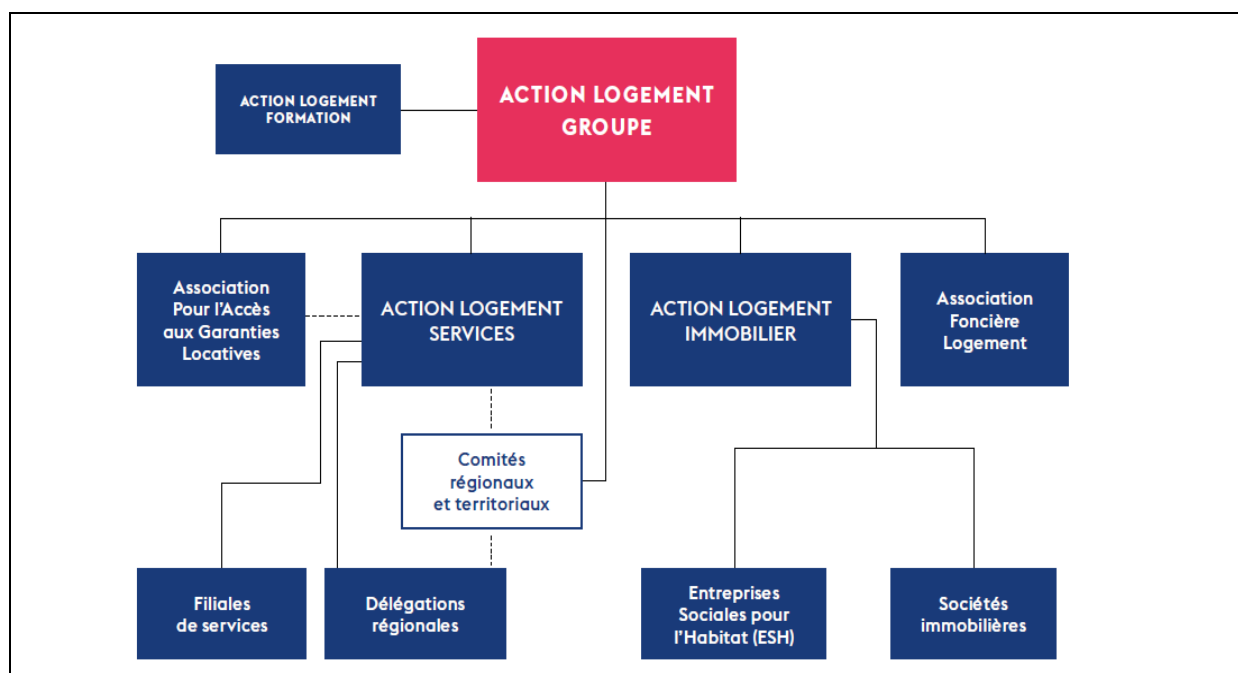 ACTION LOGEMENT
FORMATION
ACTION LOGEMENT
GROUPE
Association
Pour l'Accès
aux Garanties
Locatives
ACTION LOGEMENT
SERVICES
ACTION LOGEMENT
IMMOBILIER
Association
Foncière
Logement
Comités
régionaux
et territoriaux
Filiales
de services
Délégations
régionales
Entreprises
Sociales pour
l'Habitat (ESH)
Sociétés
immobilières